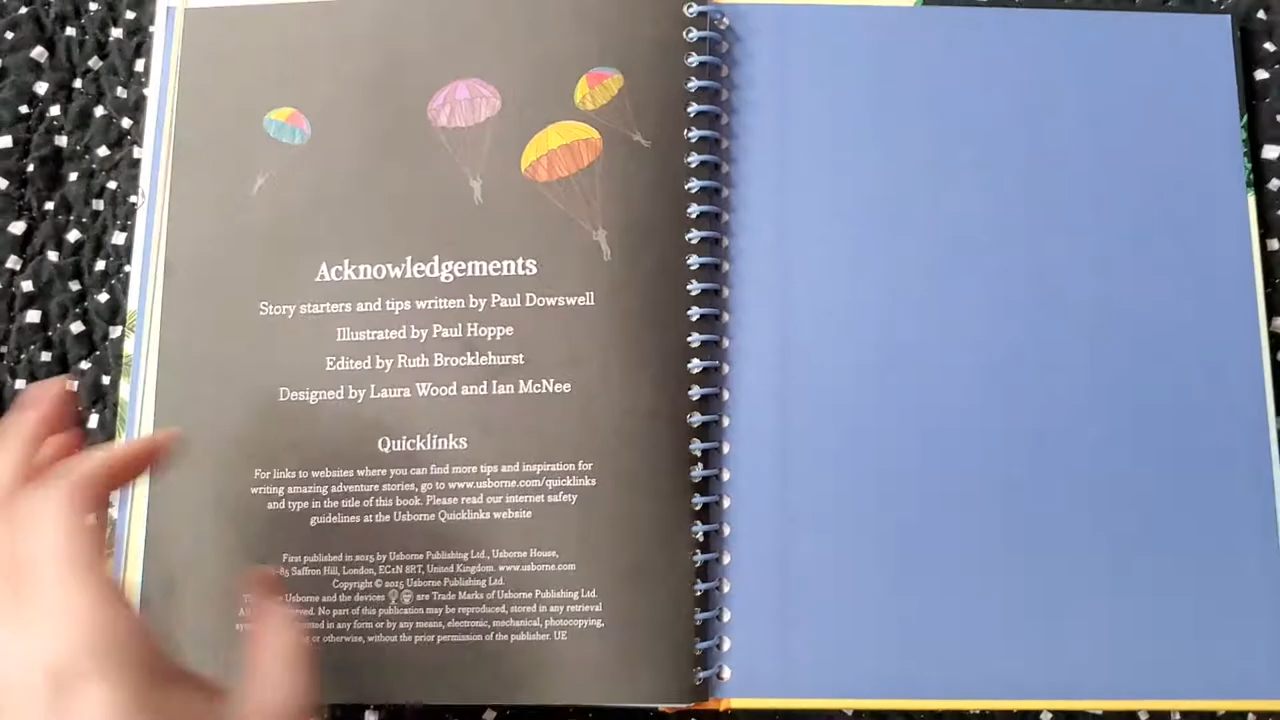 Acknowledgements
Story starters and tips written by Paul Dowswell
Illustrated by Paul Hoppe
Edited by Ruth Brocklehurst
Designed by Laura Wood and Ian McNee
Quicklinks
For links to websites where you can find more tips and inspiration for
writing amazing adventure stories, go to www.usborne.com/quicklinks
and type in the title of this book. Please read our internet safety
guidelines at the Usborne Quicklinks website
First published in 2015 by Usborne Publishing Ltd., Usborne House,
Saffron Hill, London, EC1N 8RT, United Kingdom. www.usborne.com
Copyright © 2015 Usborne Publishing Ltd.
Usborne and the devices are Trade Marks of Usborne Publishing Ltd.
No part of this publication may be reproduced, stored in any retrieval
in any form or by any means, electronic, mechanical, photocopying,
or otherwise, without the prior permission of the publisher. UE